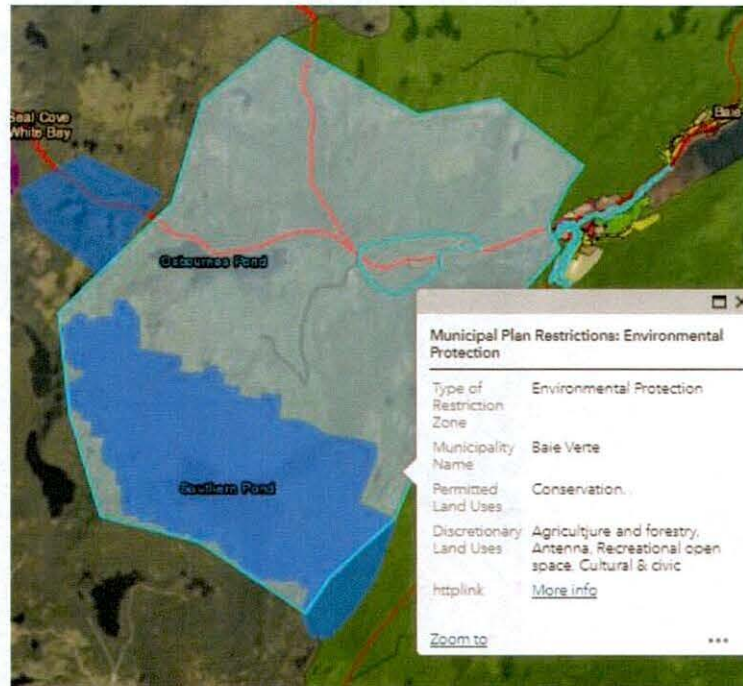 Seal Cove
White Bay
Baie
Osbournes Pond
Southern Pond
Municipal Plan Restrictions: Environmental
Protection
Type of Restriction Zone Environmental Protection
Municipality Name Baie Verte
Permitted Land Uses Conservation.
Discretionary Land Uses Agricultjure and forestry, Antenna, Recreational open space, Cultural & civic
httplink More info
Zoom to